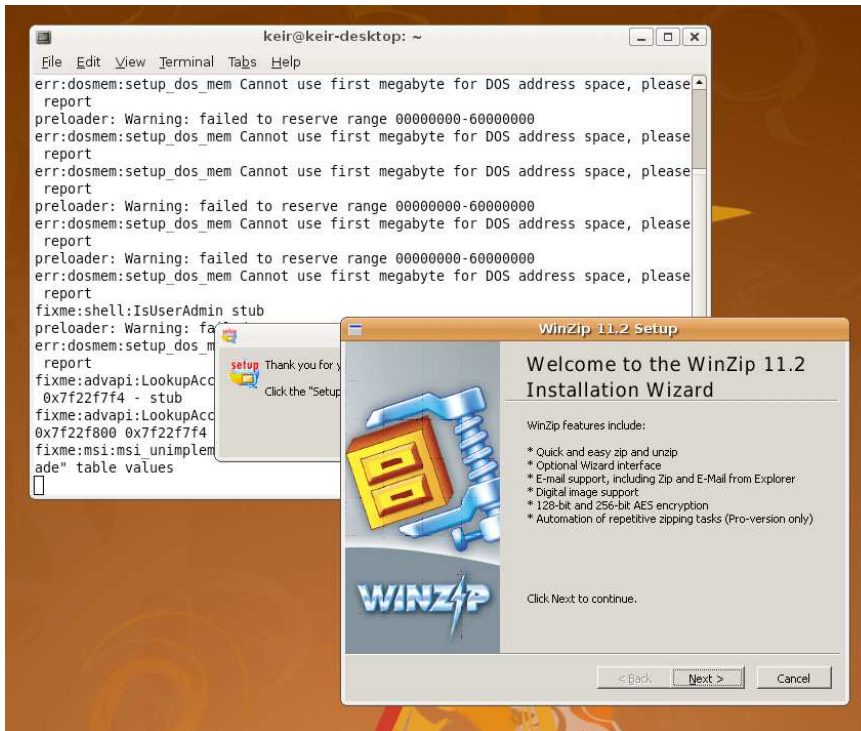 keir@keir-desktop: ~
File Edit View Terminal Tabs Help
err:dosmem:setup_dos_mem Cannot use first megabyte for DOS address space, please
report
preloader: Warning: failed to reserve range 00000000-60000000
err:dosmem:setup_dos_mem Cannot use first megabyte for DOS address space, please
report
err:dosmem:setup_dos_mem Cannot use first megabyte for DOS address space, please
report
preloader: Warning: failed to reserve range 00000000-60000000
err:dosmem:setup_dos_mem Cannot use first megabyte for DOS address space, please
report
preloader: Warning: failed to reserve range 00000000-60000000
err:dosmem:setup_dos_mem Cannot use first megabyte for DOS address space, please
report
fixme:shell:IsUserAdmin stub
preloader: Warning: fa
err:dosmem:setup_dos_m
report
fixme:advapi:LookupAcc
0x7f22f7f4 - stub
fixme:advapi:LookupAcc
0x7f22f800 0x7f22f7f4
fixme:msi:msi_unimplem
ade" table values
setup
Thank you for y
Click the "Setup
WinZip 11.2 Setup
Welcome to the WinZip 11.2
Installation Wizard
WinZip features include:
* Quick and easy zip and unzip
* Optional Wizard interface
* E-mail support, including Zip and E-Mail from Explorer
* Digital image support
* 128-bit and 256-bit AES encryption
* Automation of repetitive zipping tasks (Pro-version only)
Click Next to continue.
WINZIP
< Back Next > Cancel